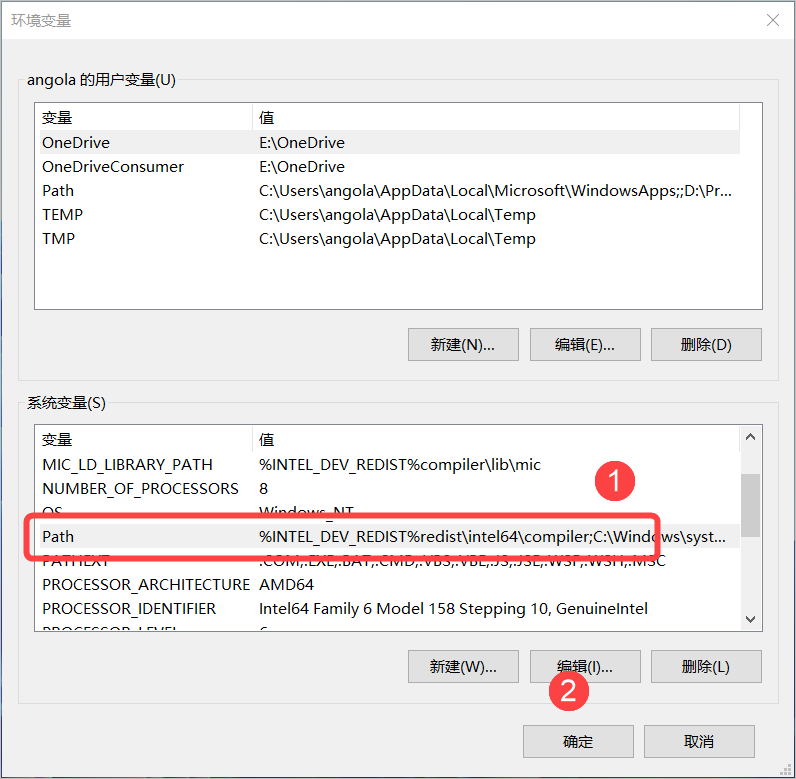 环境变量
angola 的用户变量(U)
变量 值
OneDrive E:\OneDrive
OneDriveConsumer E:\OneDrive
Path C:\Users\angola\AppData\Local\Microsoft\WindowsApps;;D:\Pr...
TEMP C:\Users\angola\AppData\Local\Temp
TMP C:\Users\angola\AppData\Local\Temp
新建(N)... 编辑(E)... 删除(D)
系统变量(S)
变量 值
MIC_LD_LIBRARY_PATH %INTEL_DEV_REDIST%compiler\lib\mic
NUMBER_OF_PROCESSORS 8
1
OS Windows_NT
Path %INTEL_DEV_REDIST%redist\intel64\compiler;C:\Windows\syst...
PATHEXT .COM;.EXE;.BAT;.CMD;.VBS;.VBE;.JS;.JSE;.WSF;.WSH;.MSC
PROCESSOR_ARCHITECTURE AMD64
PROCESSOR_IDENTIFIER Intel64 Family 6 Model 158 Stepping 10, GenuineIntel
PROCESSOR_LEVEL 6
新建(W)... 编辑(I)... 删除(L)
2
确定 取消